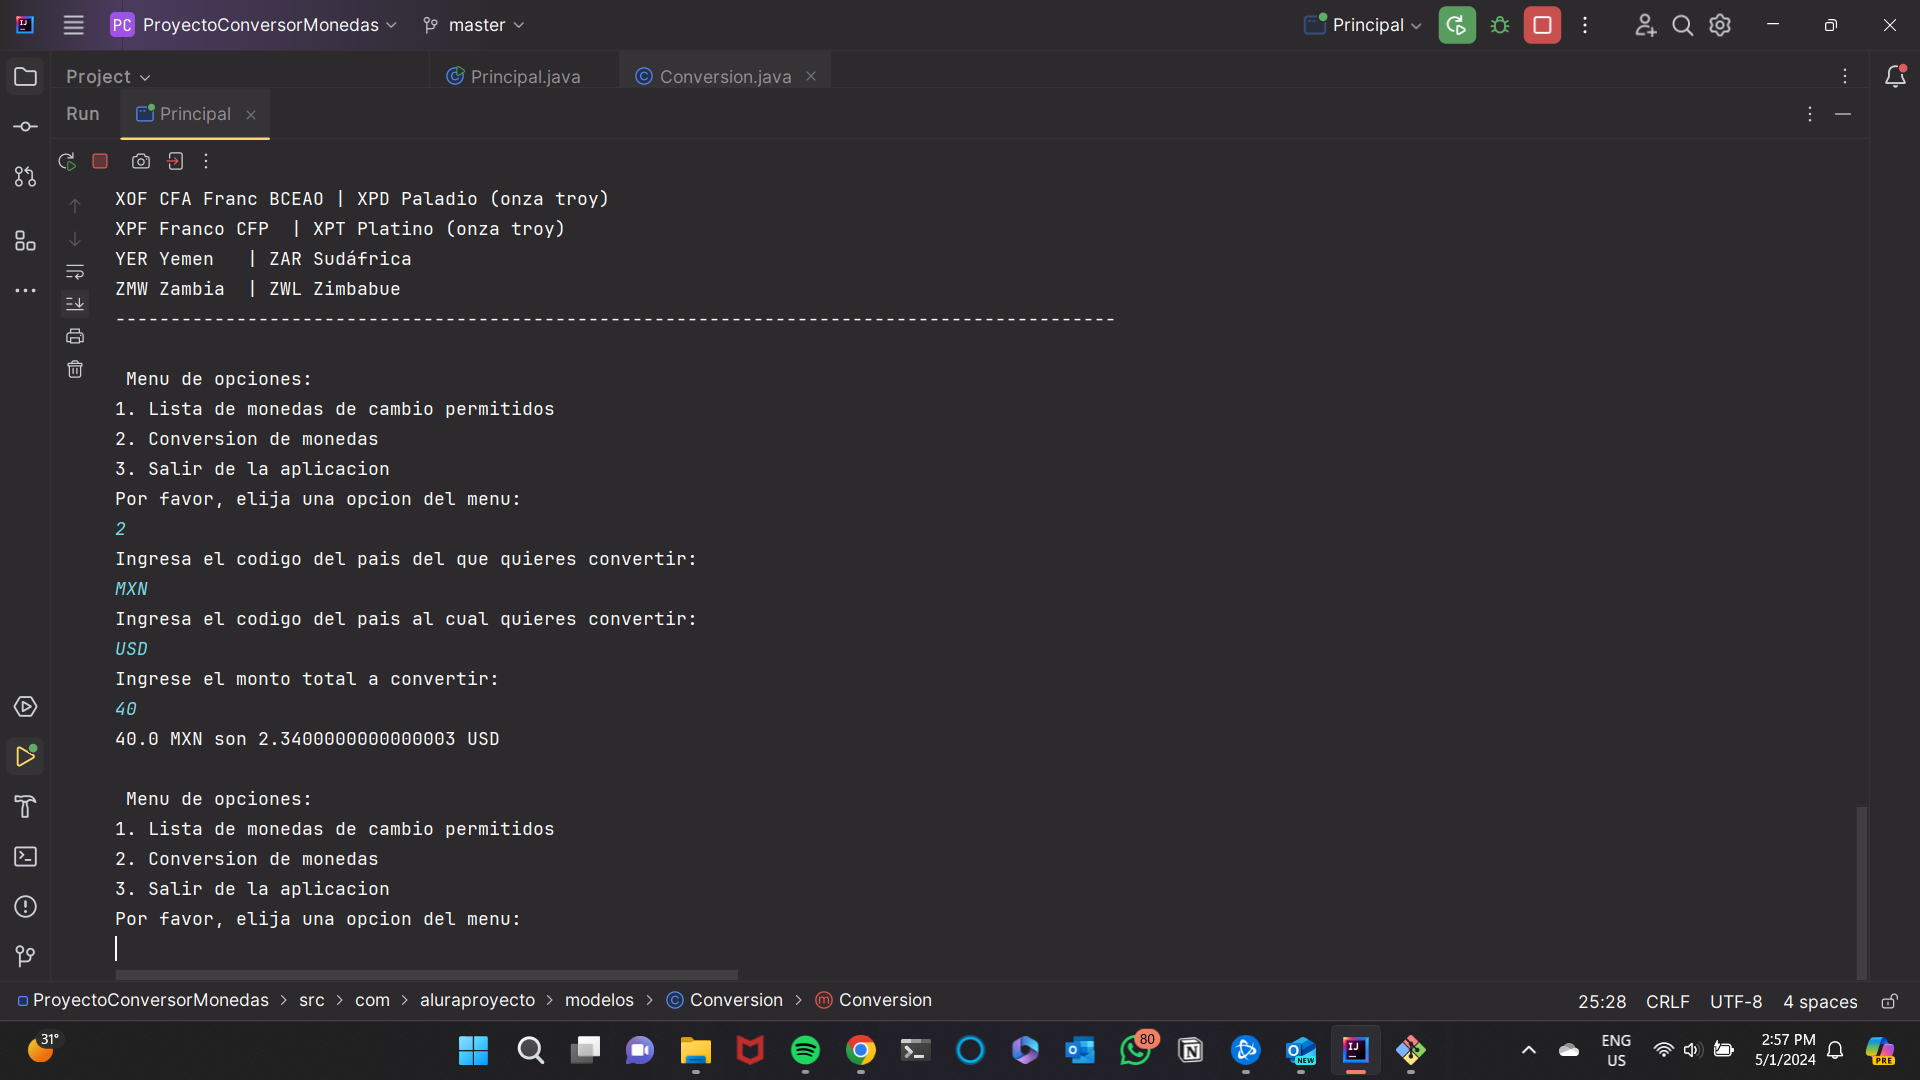 PC ProyectoConversorMonedas master Principal
Project Principal.java Conversion.java
Run Principal
XOF CFA Franc BCEAO | XPD Paladio (onza troy)
XPF Franco CFP  | XPT Platino (onza troy)
YER Yemen   | ZAR Sudáfrica
ZMW Zambia  | ZWL Zimbabue
-------------------------------------------------------------------------------------------
Menu de opciones:
1. Lista de monedas de cambio permitidos
2. Conversion de monedas
3. Salir de la aplicacion
Por favor, elija una opcion del menu:
2
Ingresa el codigo del pais del que quieres convertir:
MXN
Ingresa el codigo del pais al cual quieres convertir:
USD
Ingrese el monto total a convertir:
40
40.0 MXN son 2.3400000000000003 USD
Menu de opciones:
1. Lista de monedas de cambio permitidos
2. Conversion de monedas
3. Salir de la aplicacion
Por favor, elija una opcion del menu:
ProyectoConversorMonedas > src > com > aluraproyecto > modelos > Conversion > Conversion 25:28 CRLF UTF-8 4 spaces
31° 80 NEW ENG 2:57 PM PRE
US 5/1/2024